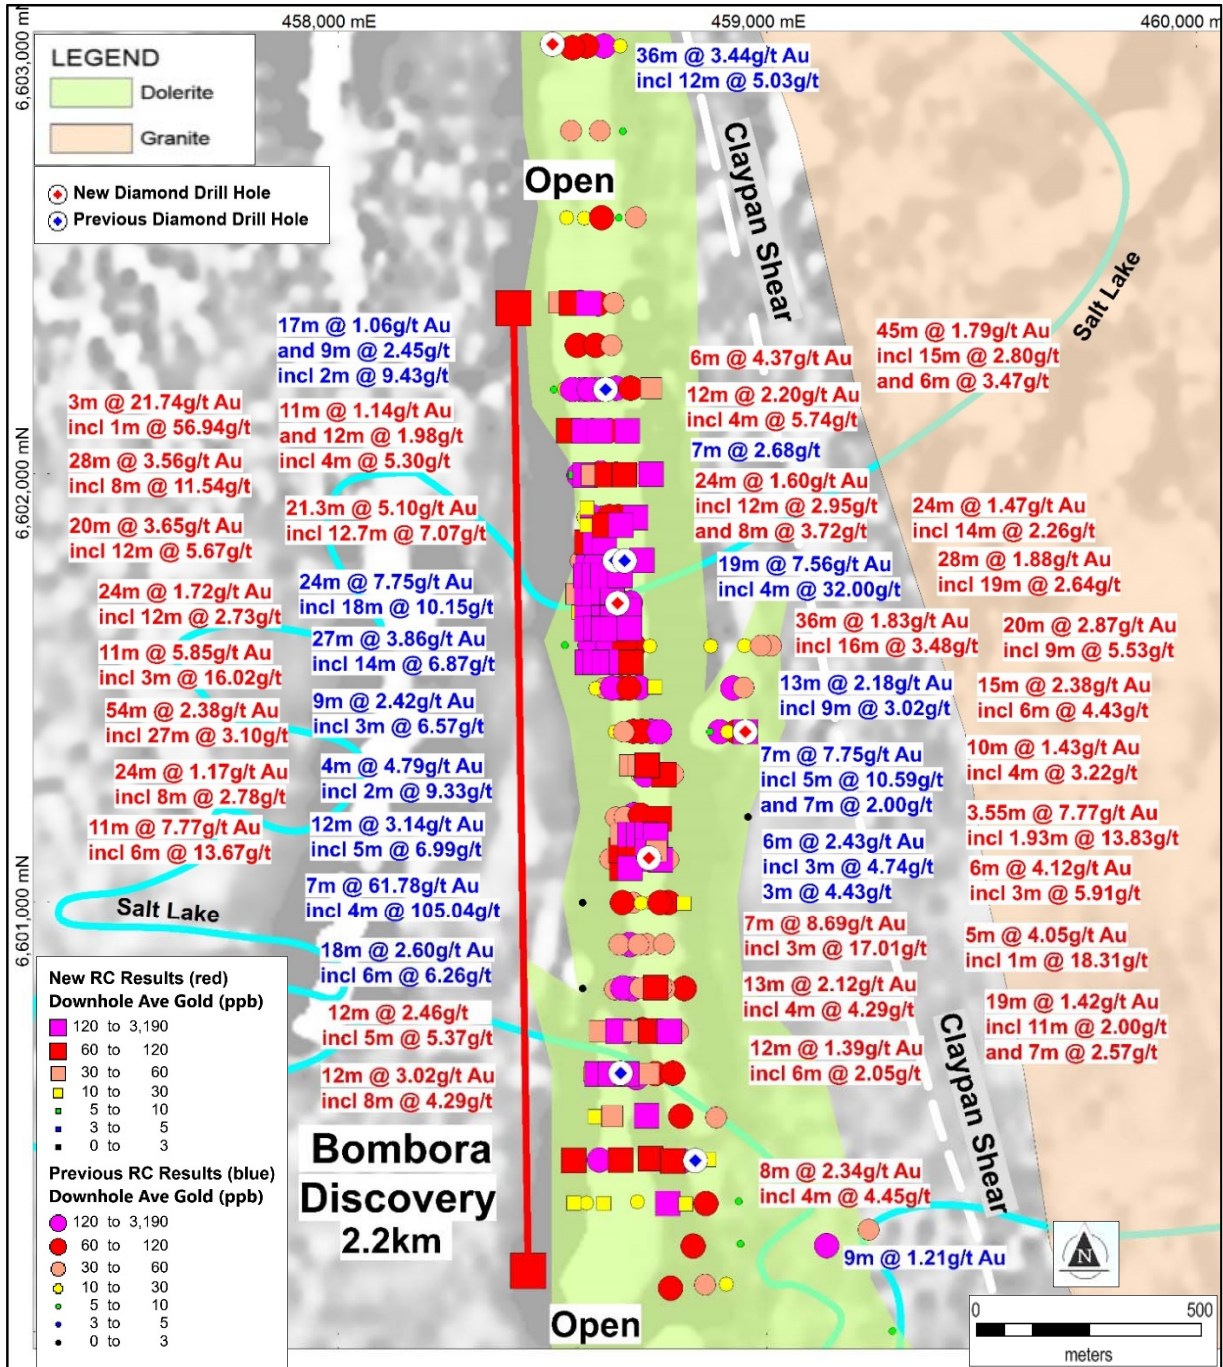 458,000 mE
459,000 mE
460,000 m
6,603,000 mN
6,602,000 mN
6,601,000 mN
LEGEND
Dolerite
Granite
New Diamond Drill Hole
Previous Diamond Drill Hole
36m @ 3.44g/t Au
incl 12m @ 5.03g/t
Open
Claypan Shear
Salt Lake
17m @ 1.06g/t Au
and 9m @ 2.45g/t
incl 2m @ 9.43g/t
3m @ 21.74g/t Au
incl 1m @ 56.94g/t
28m @ 3.56g/t Au
incl 8m @ 11.54g/t
20m @ 3.65g/t Au
incl 12m @ 5.67g/t
11m @ 1.14g/t Au
and 12m @ 1.98g/t
incl 4m @ 5.30g/t
21.3m @ 5.10g/t Au
incl 12.7m @ 7.07g/t
24m @ 1.72g/t Au
incl 12m @ 2.73g/t
11m @ 5.85g/t Au
incl 3m @ 16.02g/t
54m @ 2.38g/t Au
incl 27m @ 3.10g/t
24m @ 1.17g/t Au
incl 8m @ 2.78g/t
11m @ 7.77g/t Au
incl 6m @ 13.67g/t
24m @ 7.75g/t Au
incl 18m @ 10.15g/t
27m @ 3.86g/t Au
incl 14m @ 6.87g/t
9m @ 2.42g/t Au
incl 3m @ 6.57g/t
4m @ 4.79g/t Au
incl 2m @ 9.33g/t
12m @ 3.14g/t Au
incl 5m @ 6.99g/t
7m @ 61.78g/t Au
incl 4m @ 105.04g/t
18m @ 2.60g/t Au
incl 6m @ 6.26g/t
12m @ 2.46g/t
incl 5m @ 5.37g/t
12m @ 3.02g/t Au
incl 8m @ 4.29g/t
Salt Lake
6m @ 4.37g/t Au
12m @ 2.20g/t Au
incl 4m @ 5.74g/t
7m @ 2.68g/t
24m @ 1.60g/t Au
incl 12m @ 2.95g/t
and 8m @ 3.72g/t
19m @ 7.56g/t Au
incl 4m @ 32.00g/t
36m @ 1.83g/t Au
incl 16m @ 3.48g/t
13m @ 2.18g/t Au
incl 9m @ 3.02g/t
7m @ 7.75g/t Au
incl 5m @ 10.59g/t
and 7m @ 2.00g/t
6m @ 2.43g/t Au
incl 3m @ 4.74g/t
3m @ 4.43g/t
7m @ 8.69g/t Au
incl 3m @ 17.01g/t
13m @ 2.12g/t Au
incl 4m @ 4.29g/t
12m @ 1.39g/t Au
incl 6m @ 2.05g/t
8m @ 2.34g/t Au
incl 4m @ 4.45g/t
9m @ 1.21g/t Au
45m @ 1.79g/t Au
incl 15m @ 2.80g/t
and 6m @ 3.47g/t
24m @ 1.47g/t Au
incl 14m @ 2.26g/t
28m @ 1.88g/t Au
incl 19m @ 2.64g/t
20m @ 2.87g/t Au
incl 9m @ 5.53g/t
15m @ 2.38g/t Au
incl 6m @ 4.43g/t
10m @ 1.43g/t Au
incl 4m @ 3.22g/t
3.55m @ 7.77g/t Au
incl 1.93m @ 13.83g/t
6m @ 4.12g/t Au
incl 3m @ 5.91g/t
5m @ 4.05g/t Au
incl 1m @ 18.31g/t
19m @ 1.42g/t Au
incl 11m @ 2.00g/t
and 7m @ 2.57g/t
Claypan Shear
New RC Results (red)
Downhole Ave Gold (ppb)
120 to 3,190
60 to 120
30 to 60
10 to 30
5 to 10
3 to 5
0 to 3
Previous RC Results (blue)
Downhole Ave Gold (ppb)
120 to 3,190
60 to 120
30 to 60
10 to 30
5 to 10
3 to 5
0 to 3
Bombora
Discovery
2.2km
Open
N
0 500
meters